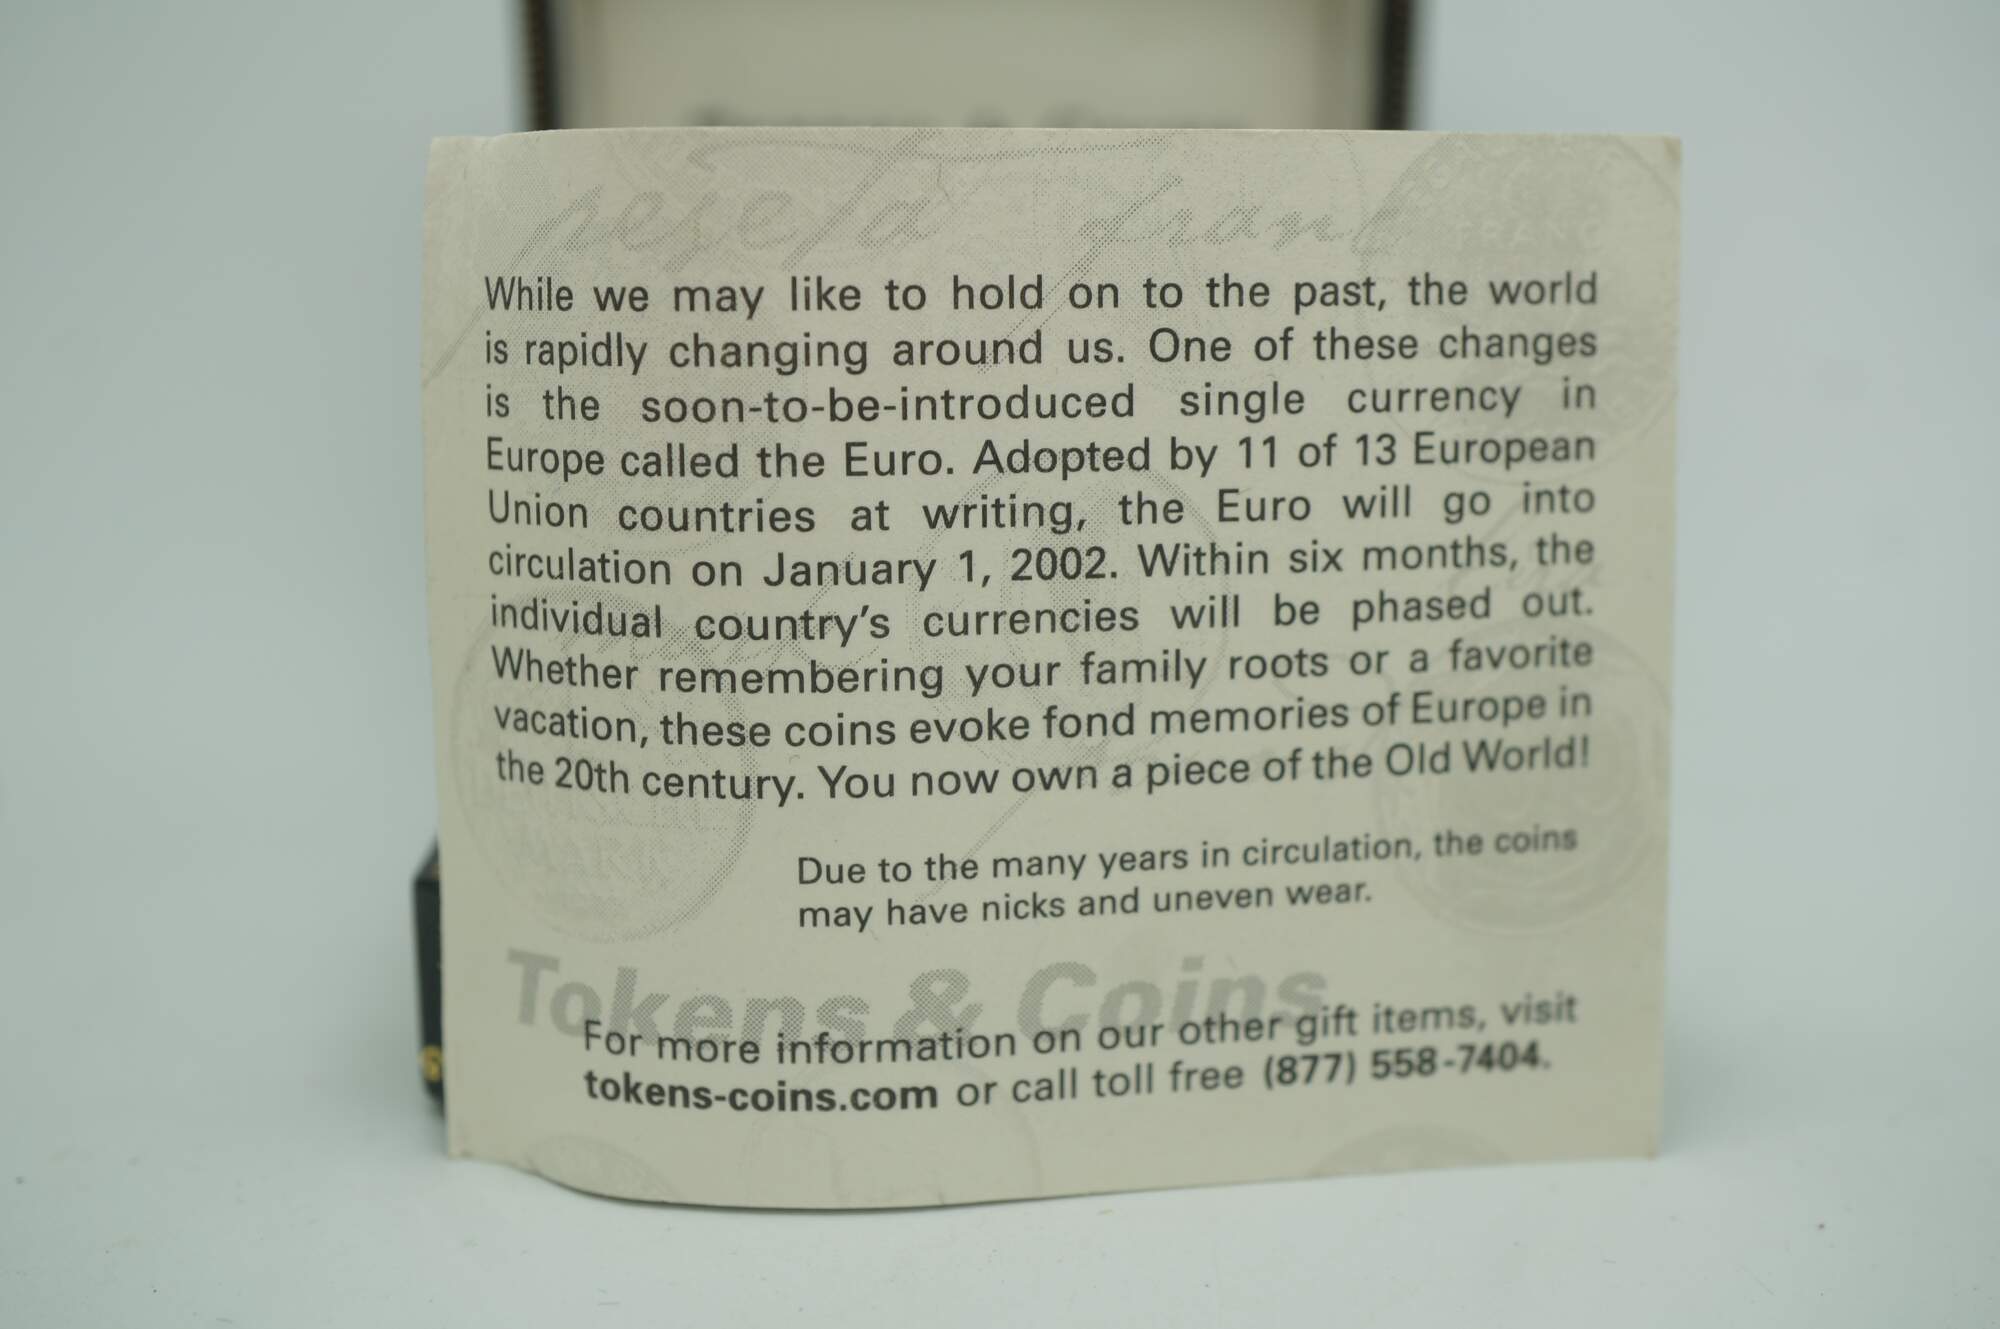 peseta franc
FRANC
While we may like to hold on to the past, the world
is rapidly changing around us. One of these changes
is the soon-to-be-introduced single currency in
Europe called the Euro. Adopted by 11 of 13 European
Union countries at writing, the Euro will go into
circulation on January 1, 2002. Within six months, the
individual country's currencies will be phased out.
Whether remembering your family roots or a favorite
vacation, these coins evoke fond memories of Europe in
the 20th century. You now own a piece of the Old World!
MARK
Due to the many years in circulation, the coins
may have nicks and uneven wear.
Tokens & Coins
For more information on our other gift items, visit
tokens-coins.com or call toll free (877) 558-7404.